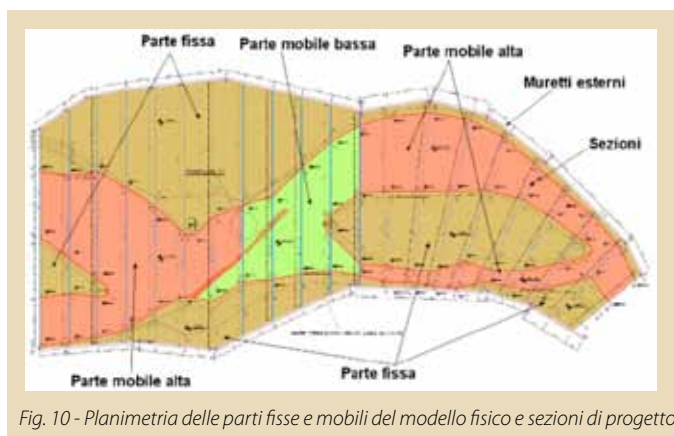 Parte fissa
Parte mobile bassa
Parte mobile alta
Muretti esterni
Sezioni
Parte mobile alta
Parte fissa
Fig. 10 - Planimetria delle parti fisse e mobili del modello fisico e sezioni di progetto